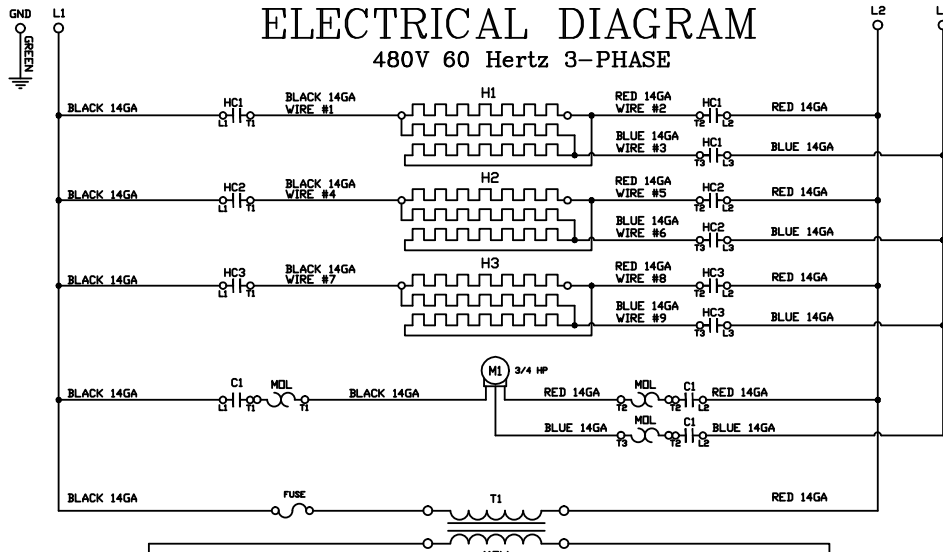 ELECTRICAL DIAGRAM
480V 60 Hertz 3-PHASE
GND
L1
L2
GREEN
BLACK 14GA
HC1
L1 T1
BLACK 14GA
WIRE #1
H1
RED 14GA
WIRE #2
HC1
T2 L2
RED 14GA
BLUE 14GA
WIRE #3
HC1
T3 L3
BLUE 14GA
BLACK 14GA
HC2
L1 T1
BLACK 14GA
WIRE #4
H2
RED 14GA
WIRE #5
HC2
T2 L2
RED 14GA
BLUE 14GA
WIRE #6
HC2
T3 L3
BLUE 14GA
BLACK 14GA
HC3
L1 T1
BLACK 14GA
WIRE #7
H3
RED 14GA
WIRE #8
HC3
T2 L2
RED 14GA
BLUE 14GA
WIRE #9
HC3
T3 L3
BLUE 14GA
BLACK 14GA
C1
L1 T1
MOL
T1
BLACK 14GA
M1
3/4 HP
RED 14GA
MOL
T2 T2
C1
L2
RED 14GA
BLUE 14GA
MOL
T3 T2
C1
L2
BLUE 14GA
BLACK 14GA
FUSE
T1
RED 14GA